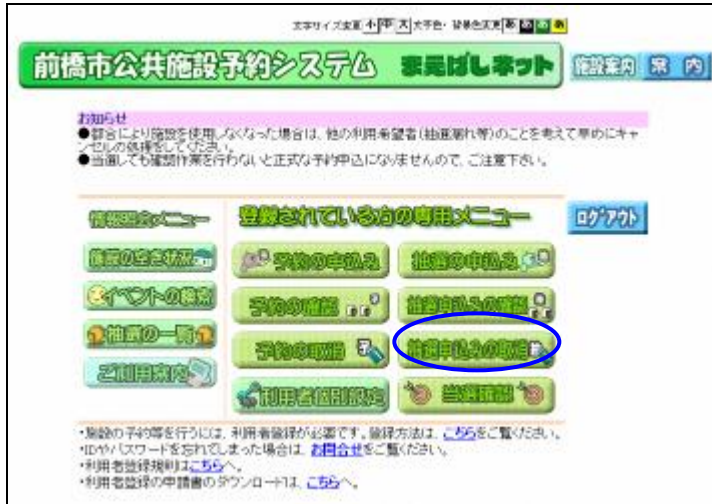 文字サイズ変更 小 中 大 文字色・背景色変更 あ あ あ あ
前橋市公共施設予約システム まえばしネット 施設案内 案内
お知らせ
●都合により施設を使用しなくなった場合は、他の利用希望者(抽選漏れ等)のことを考えて早めにキャ
ンセルの処理をしてください。
●当選しても確認作業を行わないと正式な予約申込になりませんので、ご注意下さい。
情報照会メニュー 登録されている方の専用メニュー ログアウト
施設の空き状況 予約の申込み 抽選の申込み
イベントの検索 予約の確認 抽選申込みの確認
抽選の一覧 予約の取消 抽選申込みの取消
ご利用案内 利用者個別設定 当選確認
・施設の予約等を行うには、利用者登録が必要です。登録方法は、こちらをご覧ください。
・IDやパスワードを忘れてしまった場合は、お問合せをご覧ください。
・利用者登録規則はこちらへ。
・利用者登録の申請書のダウンロードは、こちらへ。